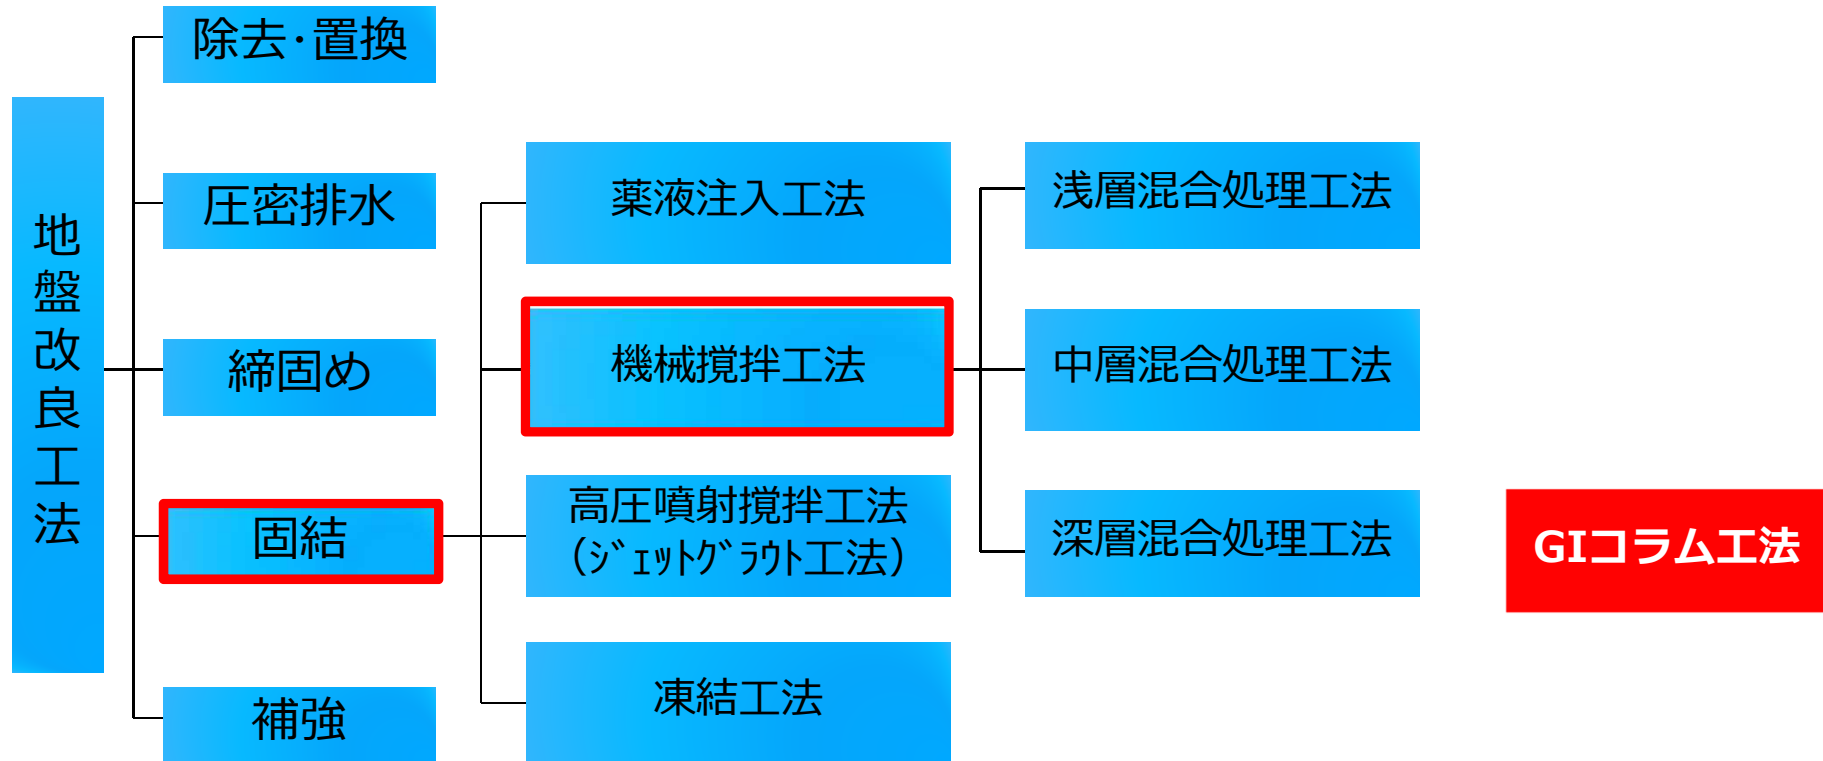 地盤改良工法
除去・置換
圧密排水
締固め
固結
補強
薬液注入工法
機械撹拌工法
高圧噴射撹拌工法
(ｼﾞｪｯﾄｸﾞﾗｳﾄ工法)
凍結工法
浅層混合処理工法
中層混合処理工法
深層混合処理工法
GIコラム工法